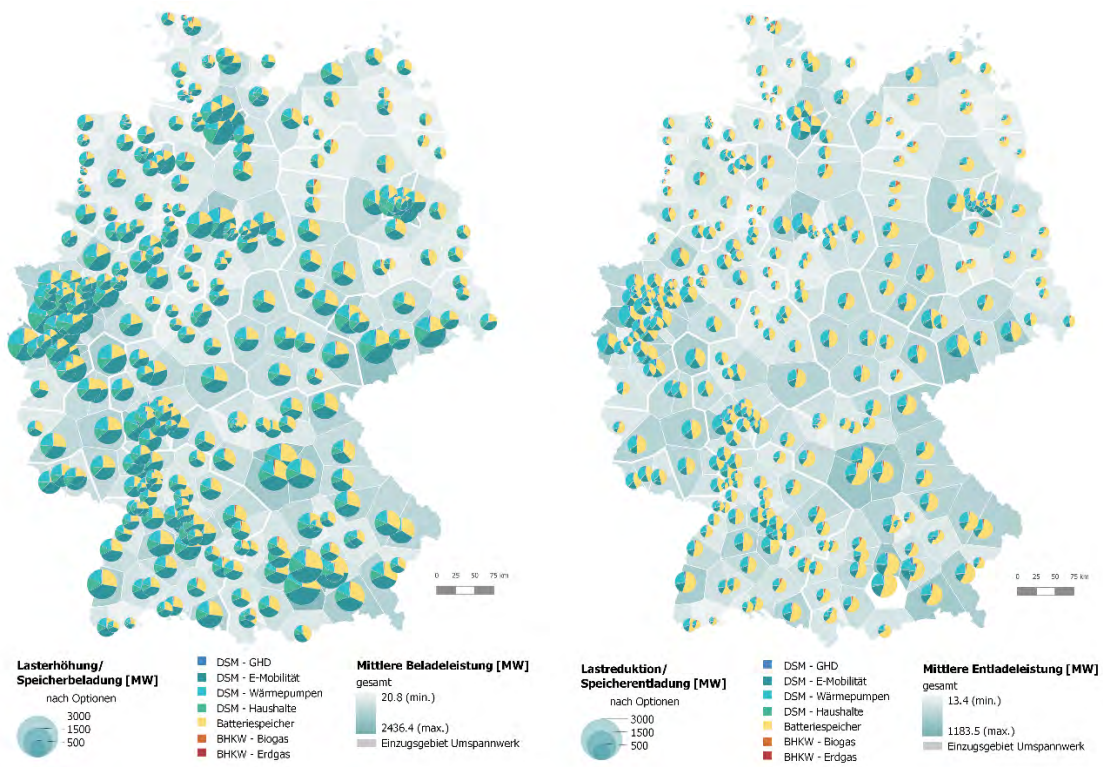 0 25 50 75 km
Lasterhöhung/
Speicherbeladung [MW]
nach Optionen
3000
1500
500
DSM - GHD
DSM - E-Mobilität
DSM - Wärmepumpen
DSM - Haushalte
Batteriespeicher
BHKW - Biogas
BHKW - Erdgas
Mittlere Beladeleistung [MW]
gesamt
20.8 (min.)
2436.4 (max.)
Einzugsgebiet Umspannwerk
0 25 50 75 km
Lastreduktion/
Speicherentladung [MW]
nach Optionen
3000
1500
500
DSM - GHD
DSM - E-Mobilität
DSM - Wärmepumpen
DSM - Haushalte
Batteriespeicher
BHKW - Biogas
BHKW - Erdgas
Mittlere Entladeleistung [MW]
gesamt
13.4 (min.)
1183.5 (max.)
Einzugsgebiet Umspannwerk